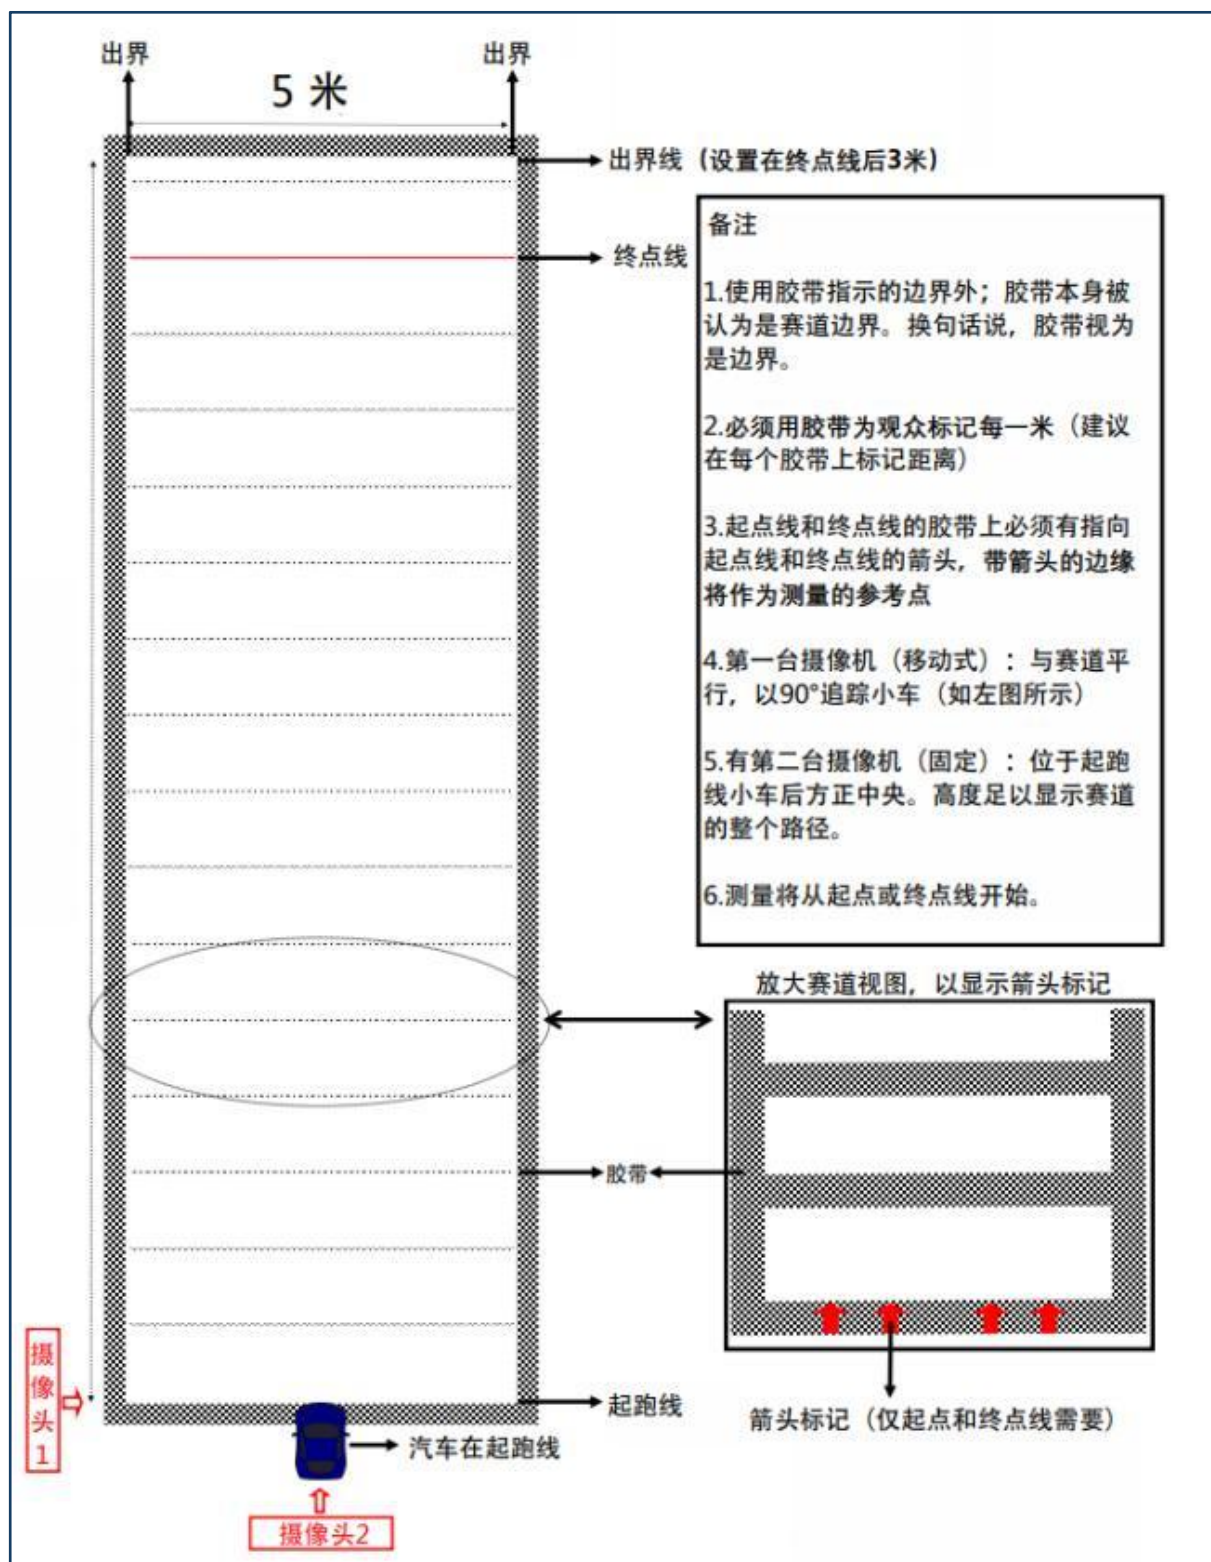 出界
出界
5 米
出界线（设置在终点线后3米）
终点线
备注
1.使用胶带指示的边界外；胶带本身被
认为是赛道边界。换句话说，胶带视为
是边界。
2.必须用胶带为观众标记每一米（建议
在每个胶带上标记距离）
3.起点线和终点线的胶带上必须有指向
起点线和终点线的箭头，带箭头的边缘
将作为测量的参考点
4.第一台摄像机（移动式）：与赛道平
行，以90°追踪小车（如左图所示）
5.有第二台摄像机（固定）：位于起跑
线小车后方正中央。高度足以显示赛道
的整个路径。
6.测量将从起点或终点线开始。
放大赛道视图，以显示箭头标记
胶带
摄像头1
起跑线
箭头标记（仅起点和终点线需要）
汽车在起跑线
摄像头2